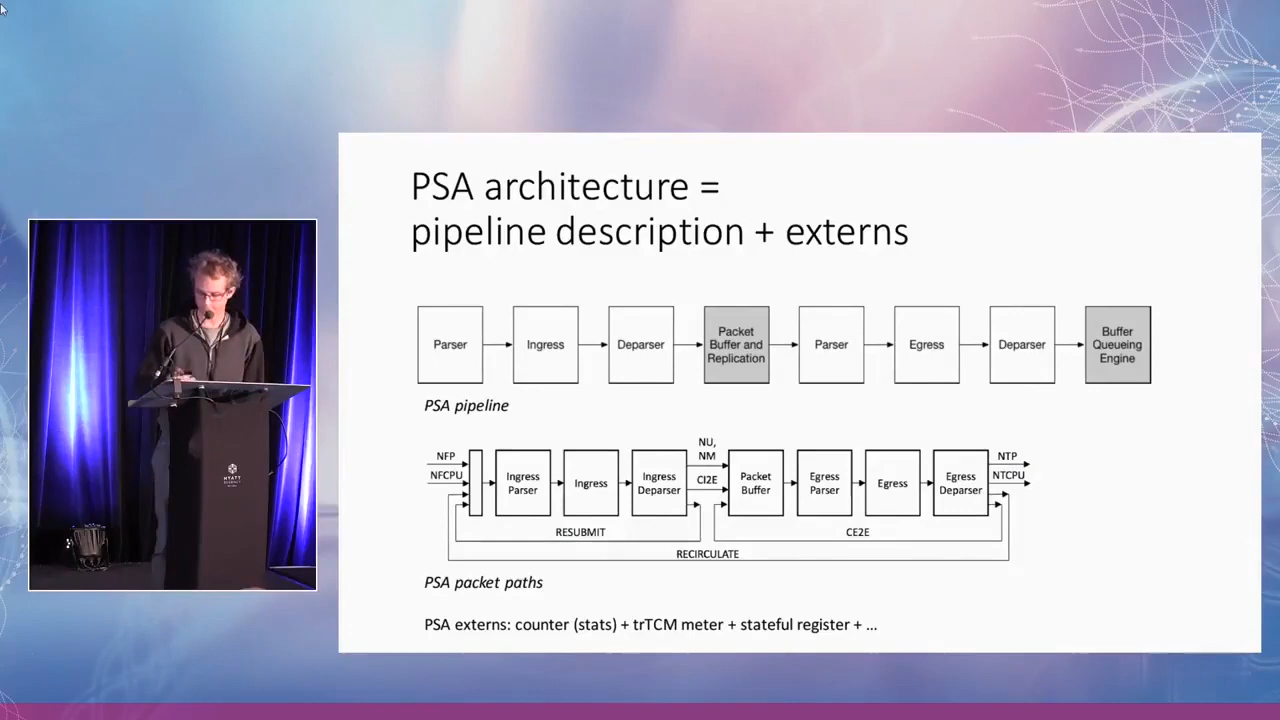 PSA architecture =
pipeline description + externs
Parser
Ingress
Deparser
Packet
Buffer and
Replication
Parser
Egress
Deparser
Buffer
Queueing
Engine
PSA pipeline
NFP
NFCPU
Ingress
Parser
Ingress
Ingress
Deparser
NU,
NM
CI2E
Packet
Buffer
Egress
Parser
Egress
Egress
Deparser
NTP
NTCPU
RESUBMIT
CE2E
RECIRCULATE
PSA packet paths
PSA externs: counter (stats) + trTCM meter + stateful register + ...
HYATT